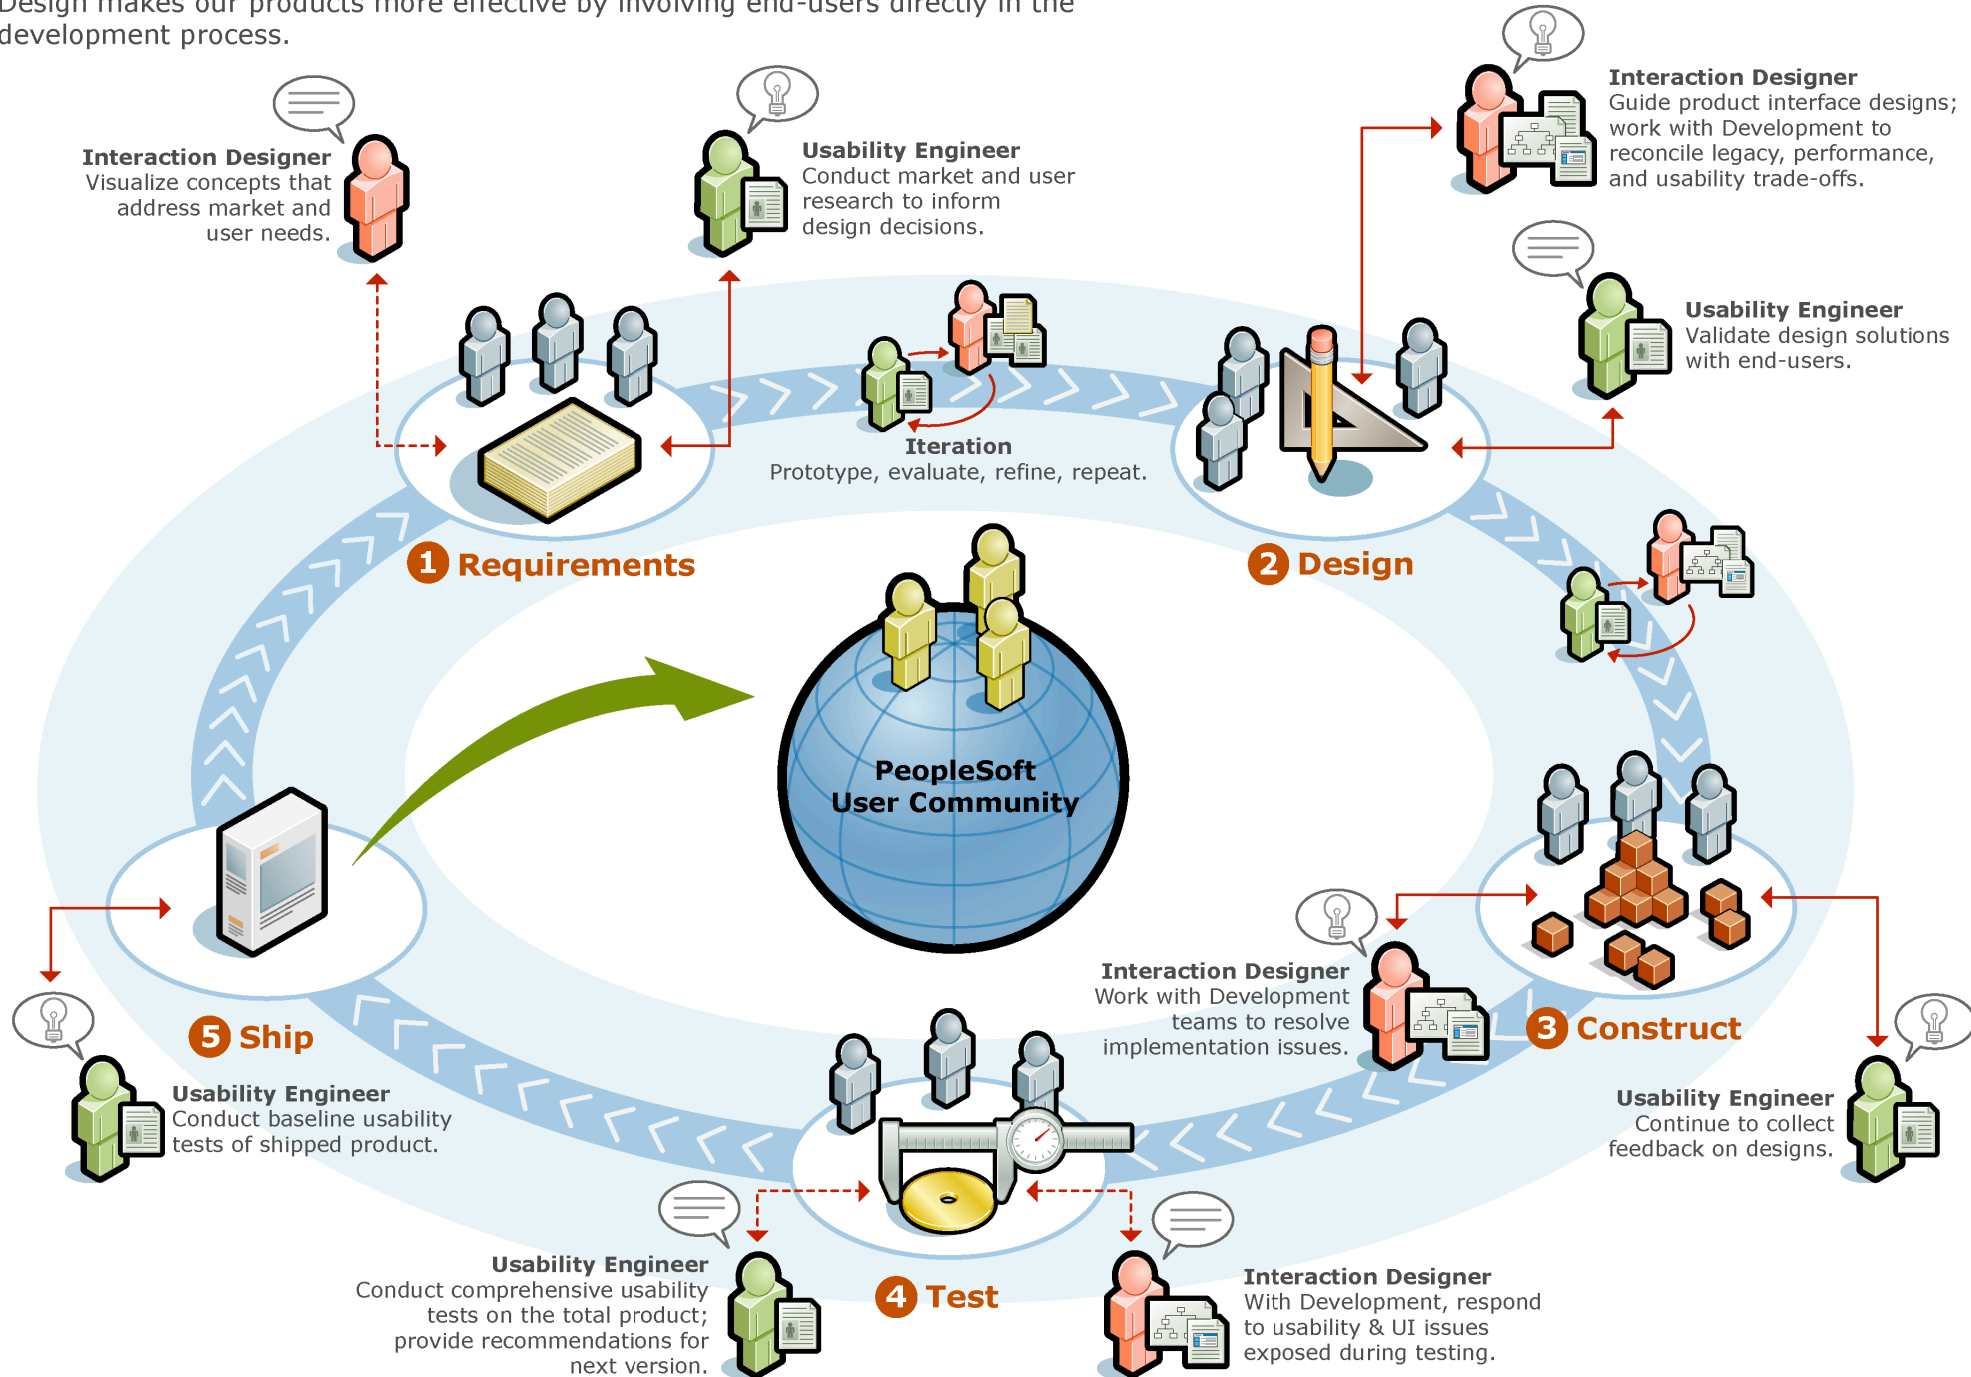 Design makes our products more effective by involving end-users directly in the
development process.
Interaction Designer
Visualize concepts that
address market and
user needs.
Usability Engineer
Conduct market and user
research to inform
design decisions.
Interaction Designer
Guide product interface designs;
work with Development to
reconcile legacy, performance,
and usability trade-offs.
Usability Engineer
Validate design solutions
with end-users.
Iteration
Prototype, evaluate, refine, repeat.
1 Requirements
2 Design
PeopleSoft
User Community
Interaction Designer
Work with Development
teams to resolve
implementation issues.
3 Construct
Usability Engineer
Continue to collect
feedback on designs.
5 Ship
Usability Engineer
Conduct baseline usability
tests of shipped product.
Usability Engineer
Conduct comprehensive usability
tests on the total product;
provide recommendations for
next version.
4 Test
Interaction Designer
With Development, respond
to usability & UI issues
exposed during testing.